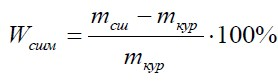 W_сим = (m_сш − m_кур) / m_кур · 100%